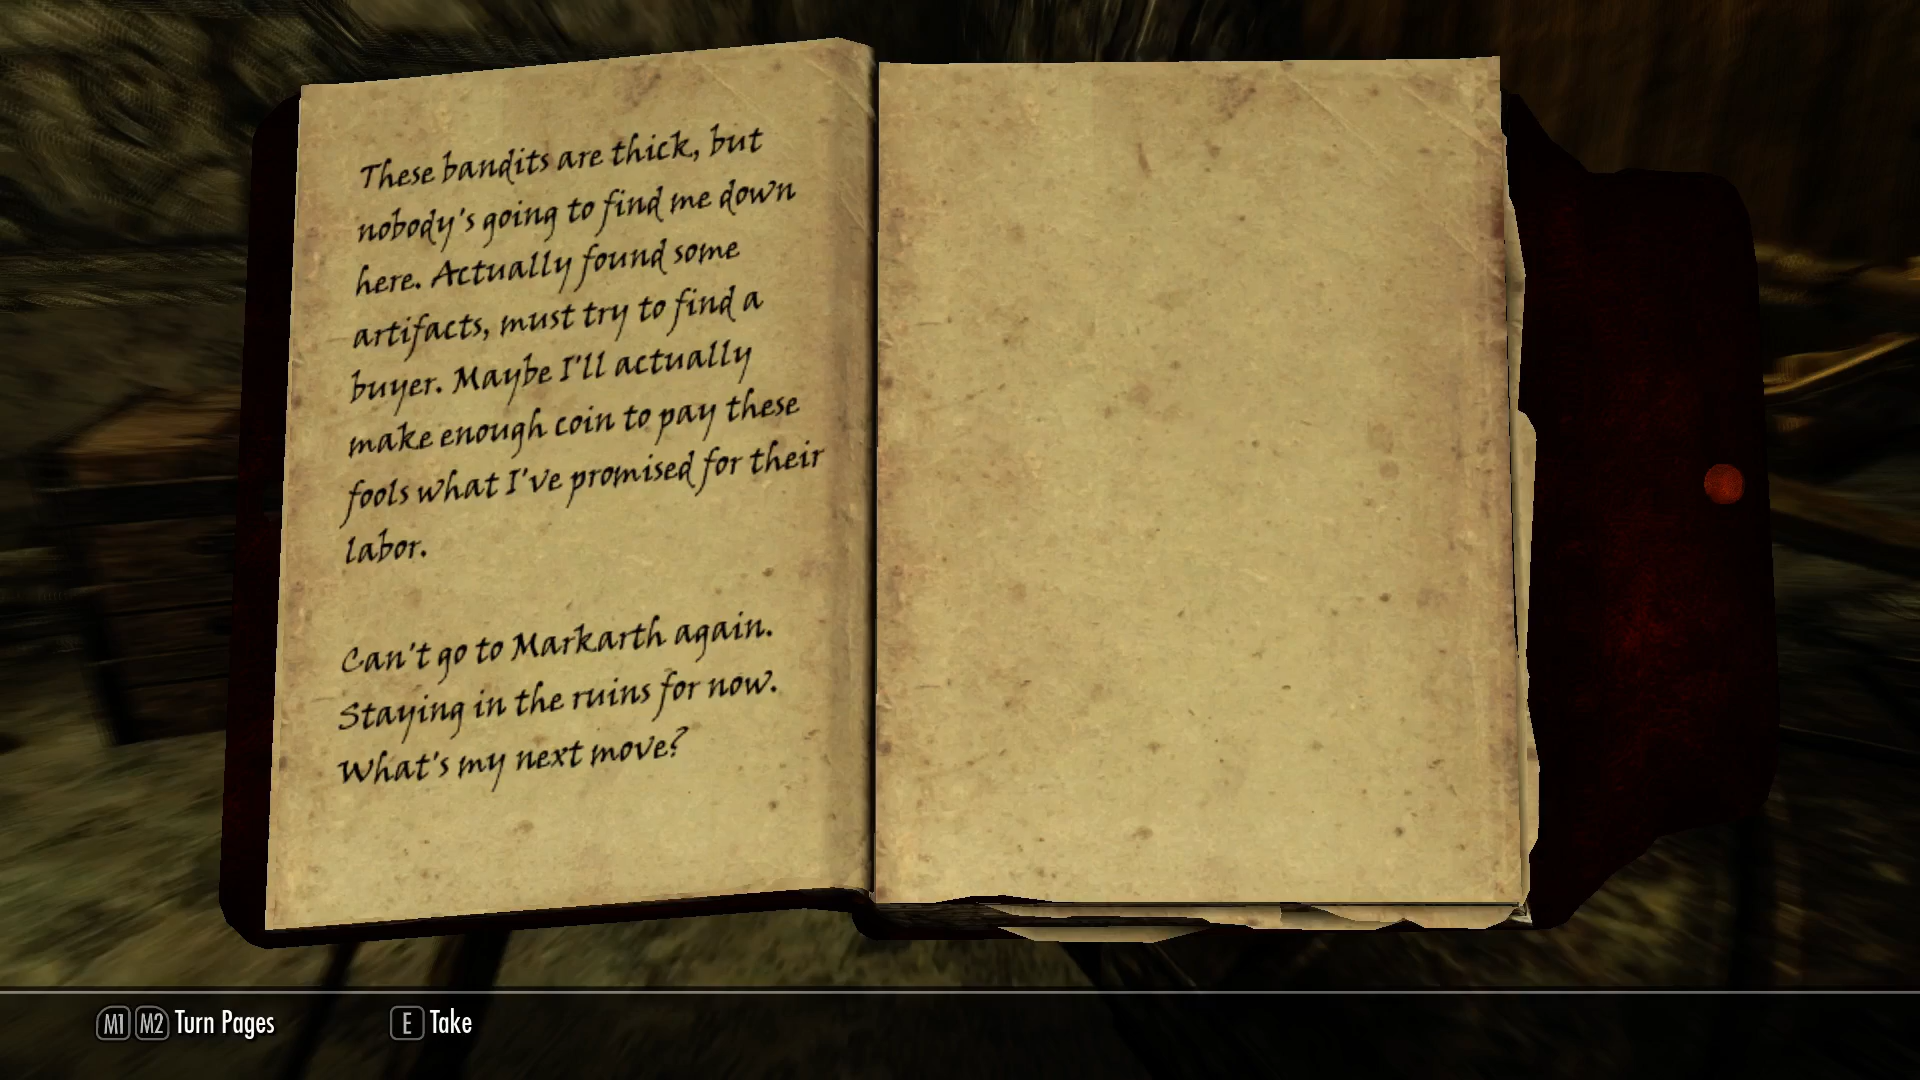 These bandits are thick, but
nobody's going to find me down
here. Actually found some
artifacts, must try to find a
buyer. Maybe I'll actually
make enough coin to pay these
fools what I've promised for their
labor.
Can't go to Markarth again.
Staying in the ruins for now.
What's my next move?
M1 M2 Turn Pages
E Take